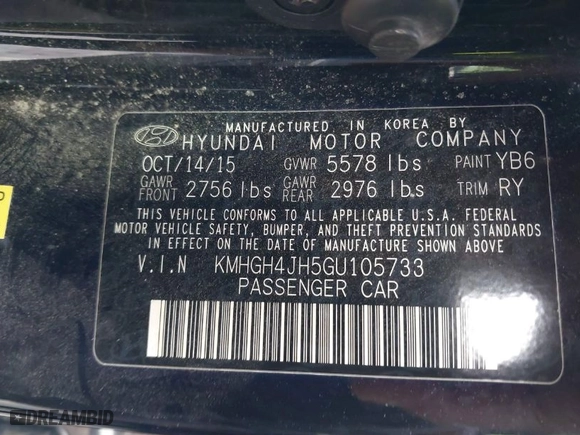 MANUFACTURED IN KOREA BY
HYUNDAI MOTOR COMPANY
OCT/14/15 GVWR 5578 lbs PAINT YB6
GAWR FRONT 2756 lbs GAWR REAR 2976 lbs TRIM RY
THIS VEHICLE CONFORMS TO ALL APPLICABLE U.S.A. FEDERAL
MOTOR VEHICLE SAFETY, BUMPER, AND THEFT PREVENTION STANDARDS
IN EFFECT ON THE DATE OF MANUFACTURE SHOWN ABOVE.
V.I.N KMHGH4JH5GU105733
PASSENGER CAR
DREAMBID